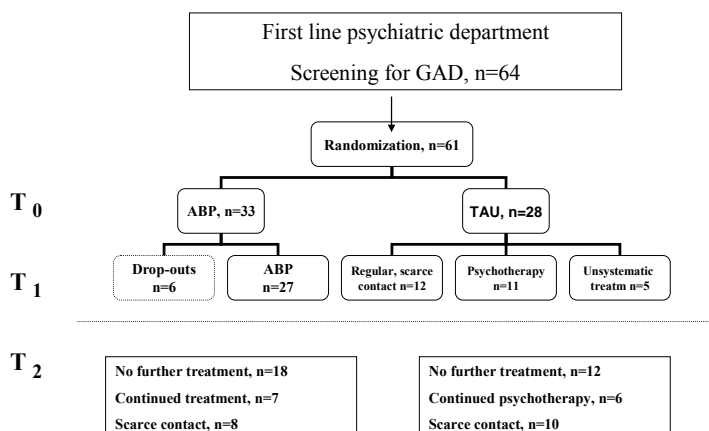 First line psychiatric department
Screening for GAD, n=64
Randomization, n=61
T 0
ABP, n=33
TAU, n=28
T 1
Drop-outs
n=6
ABP
n=27
Regular, scarce
contact n=12
Psychotherapy
n=11
Unsystematic
treatm n=5
T 2
No further treatment, n=18
Continued treatment, n=7
Scarce contact, n=8
No further treatment, n=12
Continued psychotherapy, n=6
Scarce contact, n=10